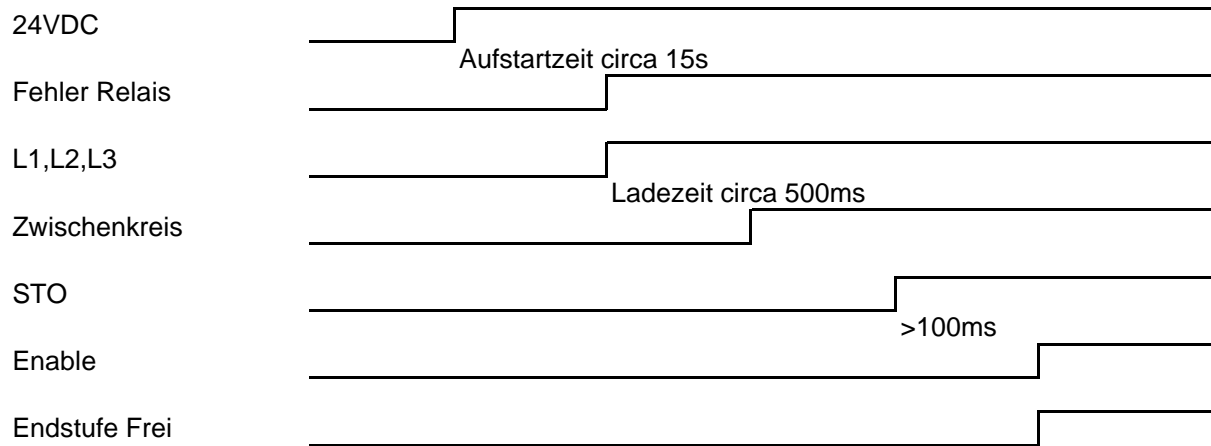 24VDC
Aufstartzeit circa 15s
Fehler Relais
L1,L2,L3
Ladezeit circa 500ms
Zwischenkreis
STO
>100ms
Enable
Endstufe Frei